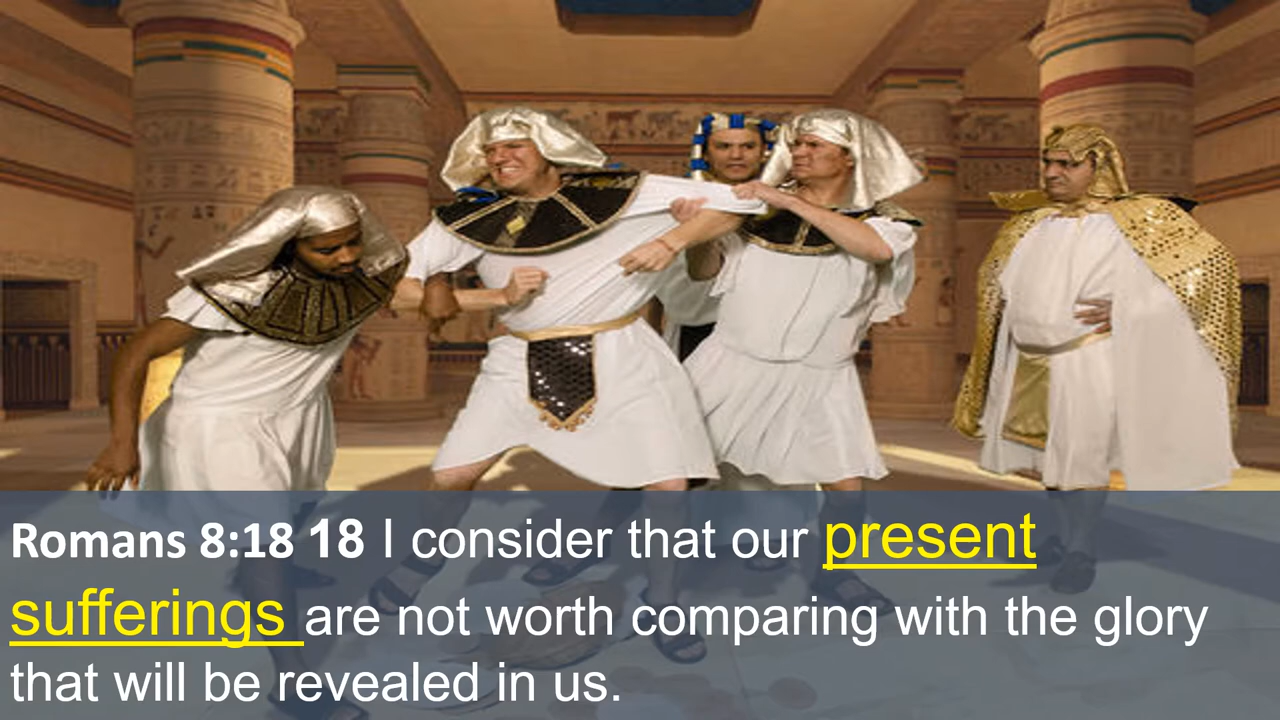 Romans 8:18 18 I consider that our present
sufferings are not worth comparing with the glory
that will be revealed in us.